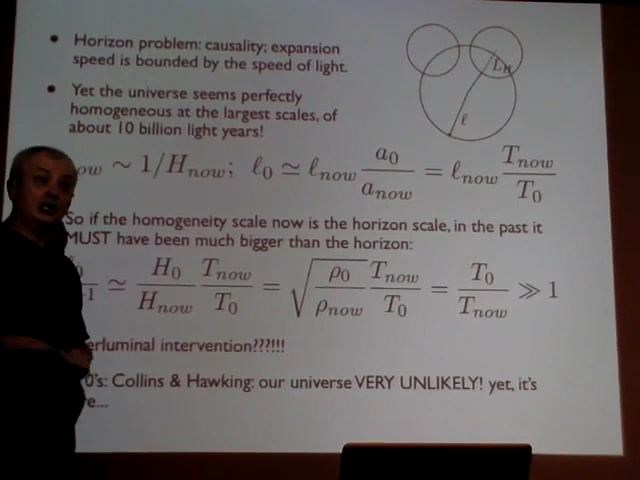 • Horizon problem: causality; expansion
speed is bounded by the speed of light.
• Yet the universe seems perfectly
homogeneous at the largest scales, of
about 10 billion light years!
L_H
ℓ
ow ∼ 1/H_now; ℓ_0 ≃ ℓ_now a_0/a_now = ℓ_now T_now/T_0
So if the homogeneity scale now is the horizon scale, in the past it
MUST have been much bigger than the horizon:
-1 ≃ H_0/H_now T_now/T_0 = √(ρ_0/ρ_now) T_now/T_0 = T_0/T_now ≫ 1
erluminal intervention???!!!
0's: Collins & Hawking: our universe VERY UNLIKELY! yet, it's
e...